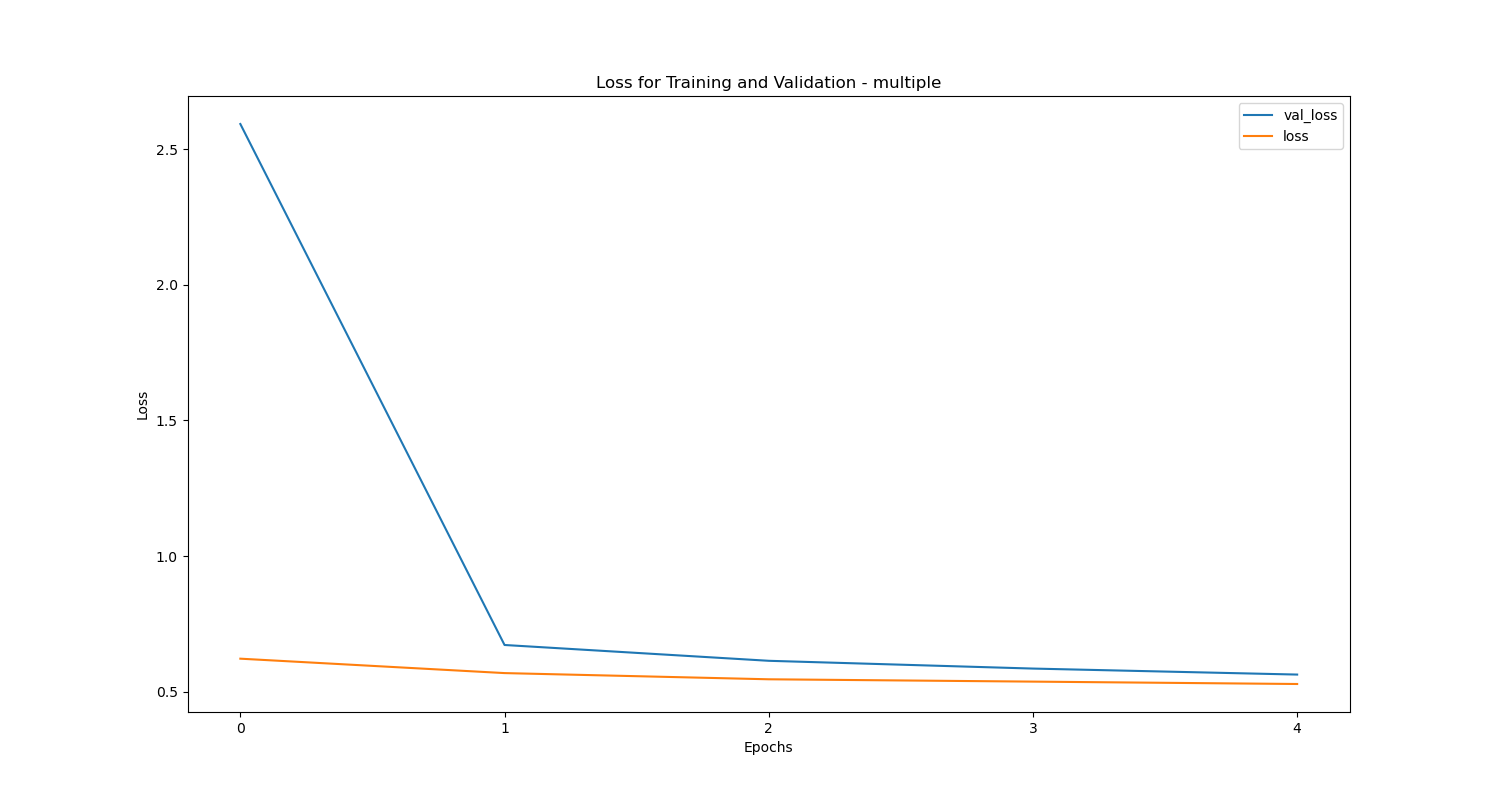 Loss for Training and Validation - multiple
val_loss
loss
2.5
2.0
1.5
1.0
0.5
Loss
0 1 2 3 4
Epochs